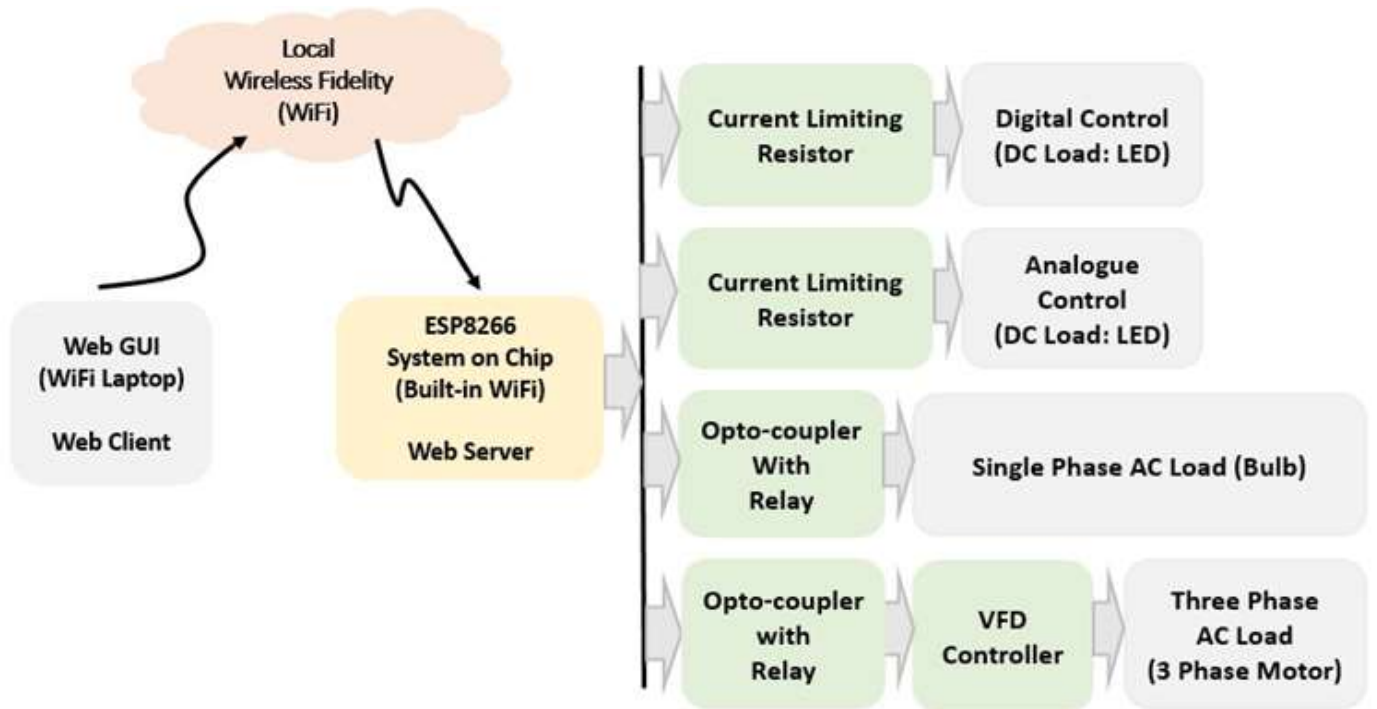 Local
Wireless Fidelity
(WiFi)
Web GUI
(WiFi Laptop)
Web Client
ESP8266
System on Chip
(Built-in WiFi)
Web Server
Current Limiting
Resistor
Digital Control
(DC Load: LED)
Current Limiting
Resistor
Analogue
Control
(DC Load: LED)
Opto-coupler
With
Relay
Single Phase AC Load (Bulb)
Opto-coupler
with
Relay
VFD
Controller
Three Phase
AC Load
(3 Phase Motor)